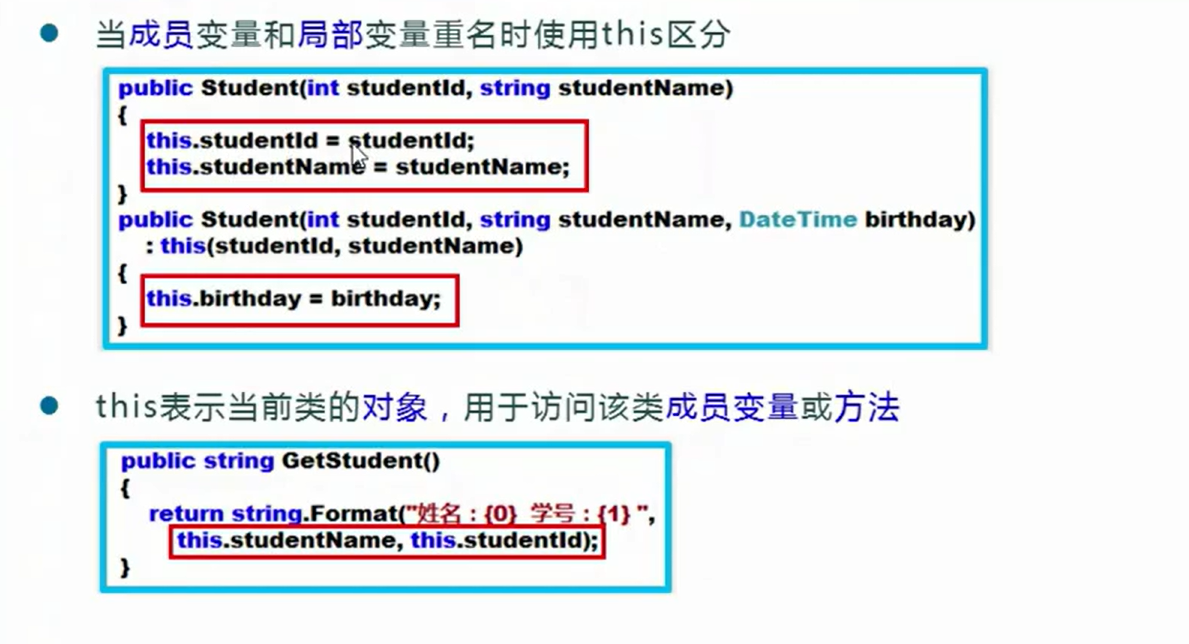 当成员变量和局部变量重名时使用this区分
public Student(int studentId, string studentName)
{
this.studentId = studentId;
this.studentName = studentName;
}
public Student(int studentId, string studentName, DateTime birthday)
: this(studentId, studentName)
{
this.birthday = birthday;
}
this表示当前类的对象，用于访问该类成员变量或方法
public string GetStudent()
{
return string.Format("姓名：{0} 学号：{1} ",
this.studentName, this.studentId);
}